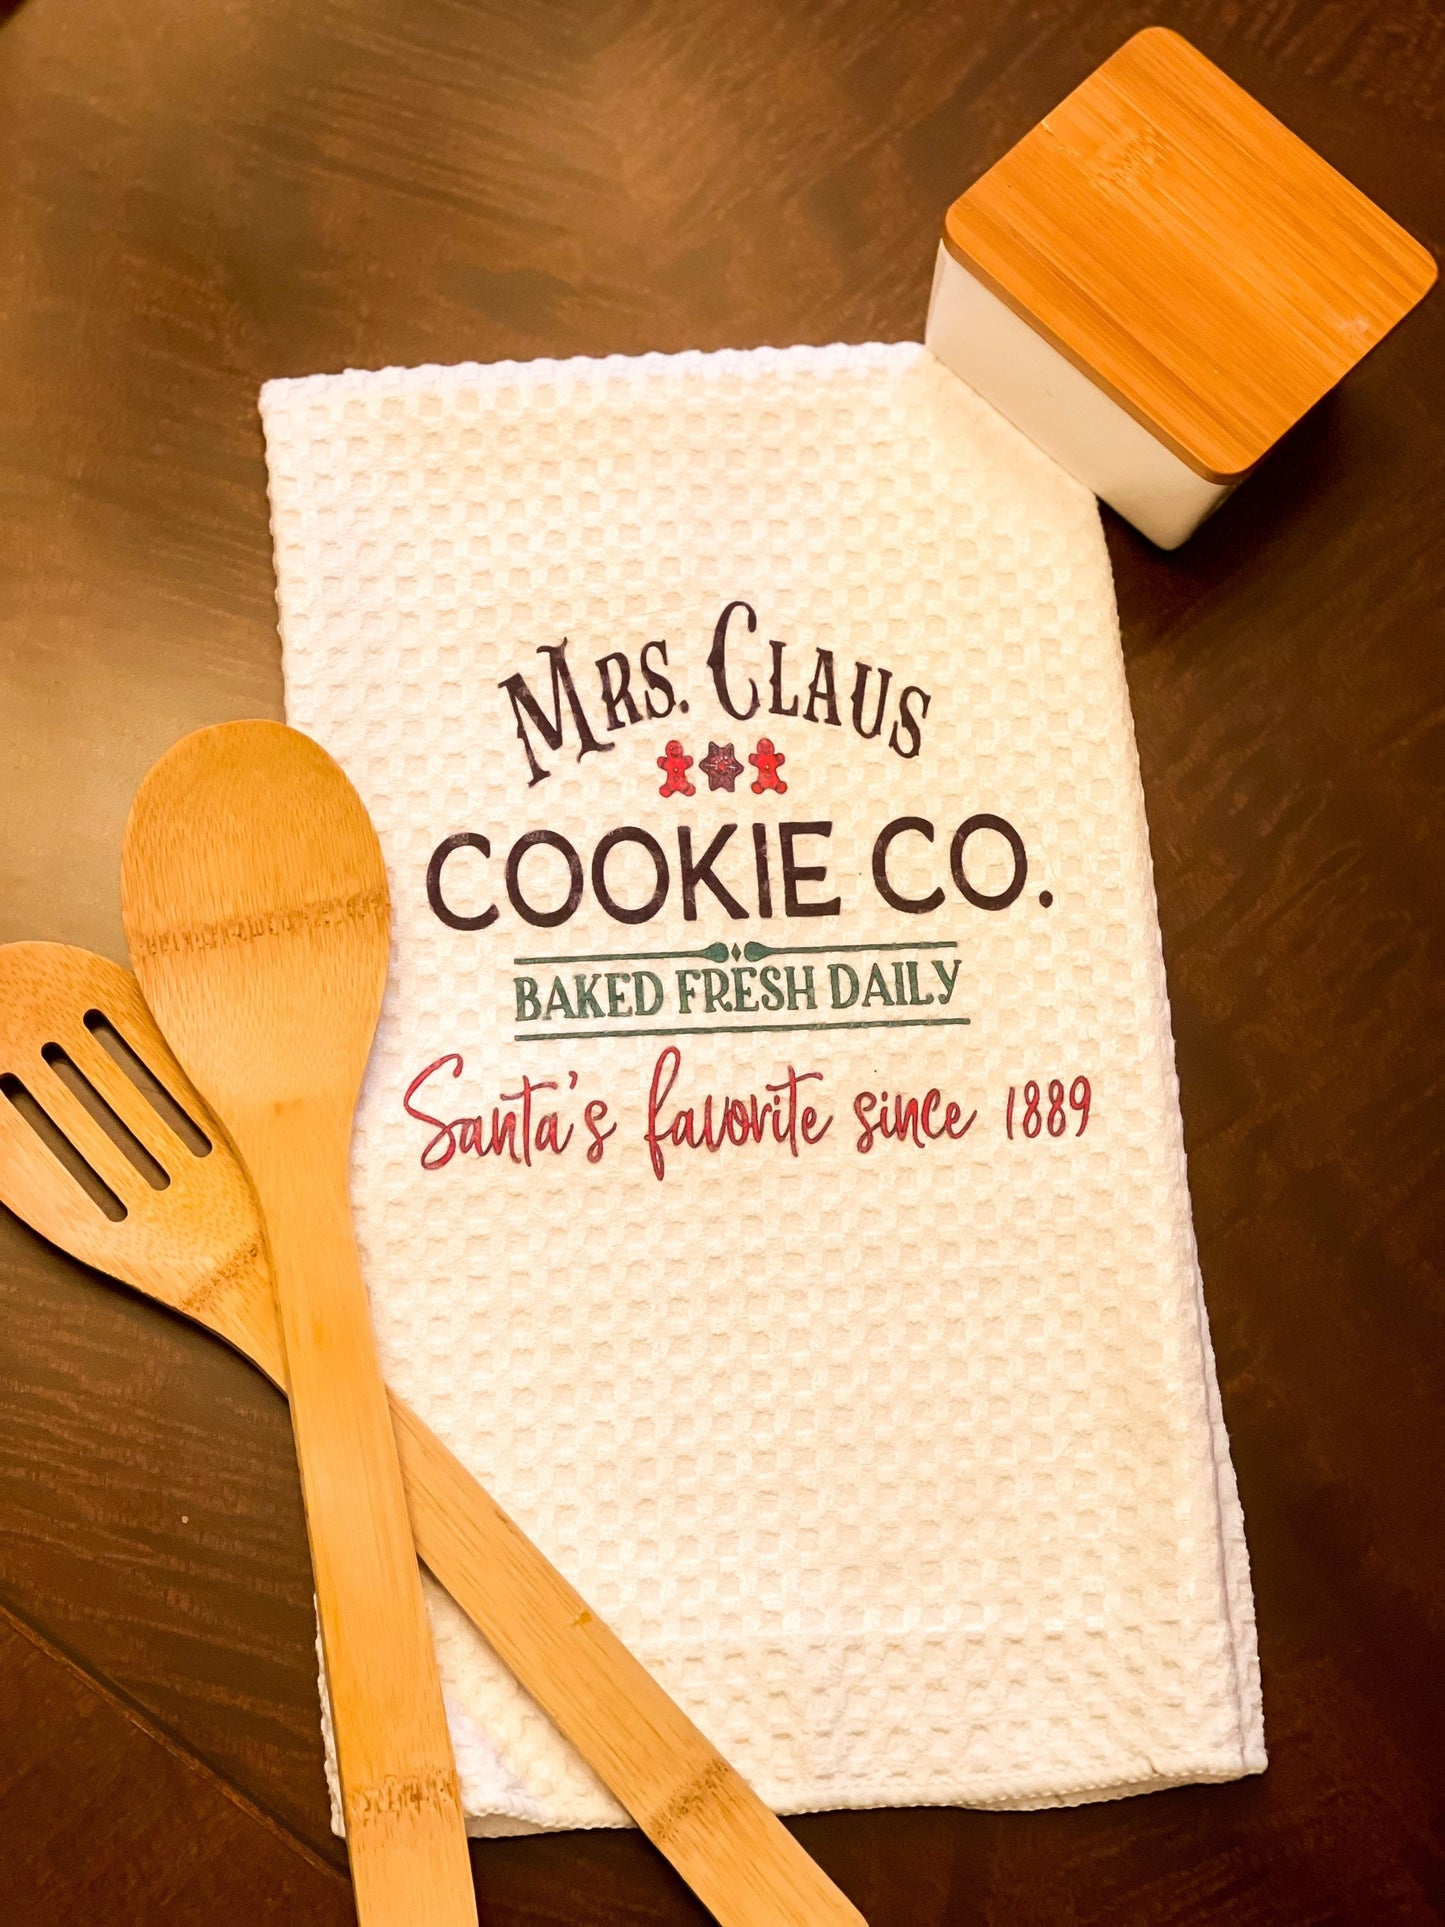 MRS. CLAUS
COOKIE CO.
BAKED FRESH DAILY
Santa's favorite since 1889